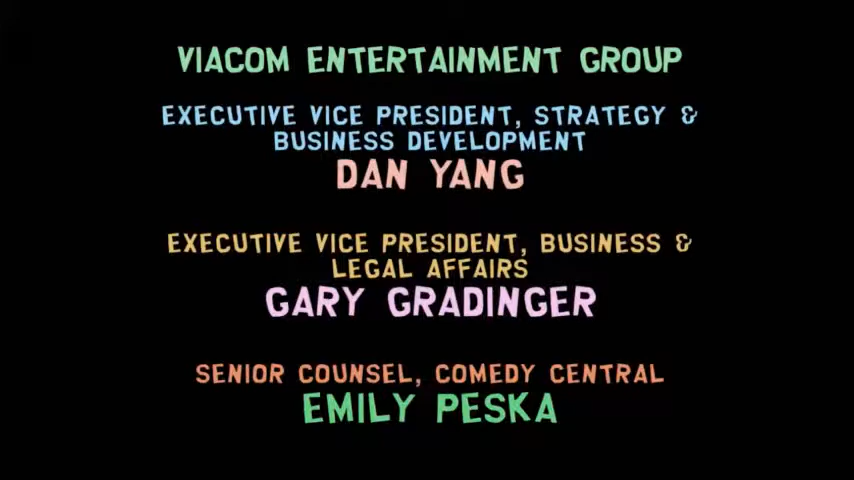 VIACOM ENTERTAINMENT GROUP
EXECUTIVE VICE PRESIDENT, STRATEGY &
BUSINESS DEVELOPMENT
DAN YANG
EXECUTIVE VICE PRESIDENT, BUSINESS &
LEGAL AFFAIRS
GARY GRADINGER
SENIOR COUNSEL, COMEDY CENTRAL
EMILY PESKA